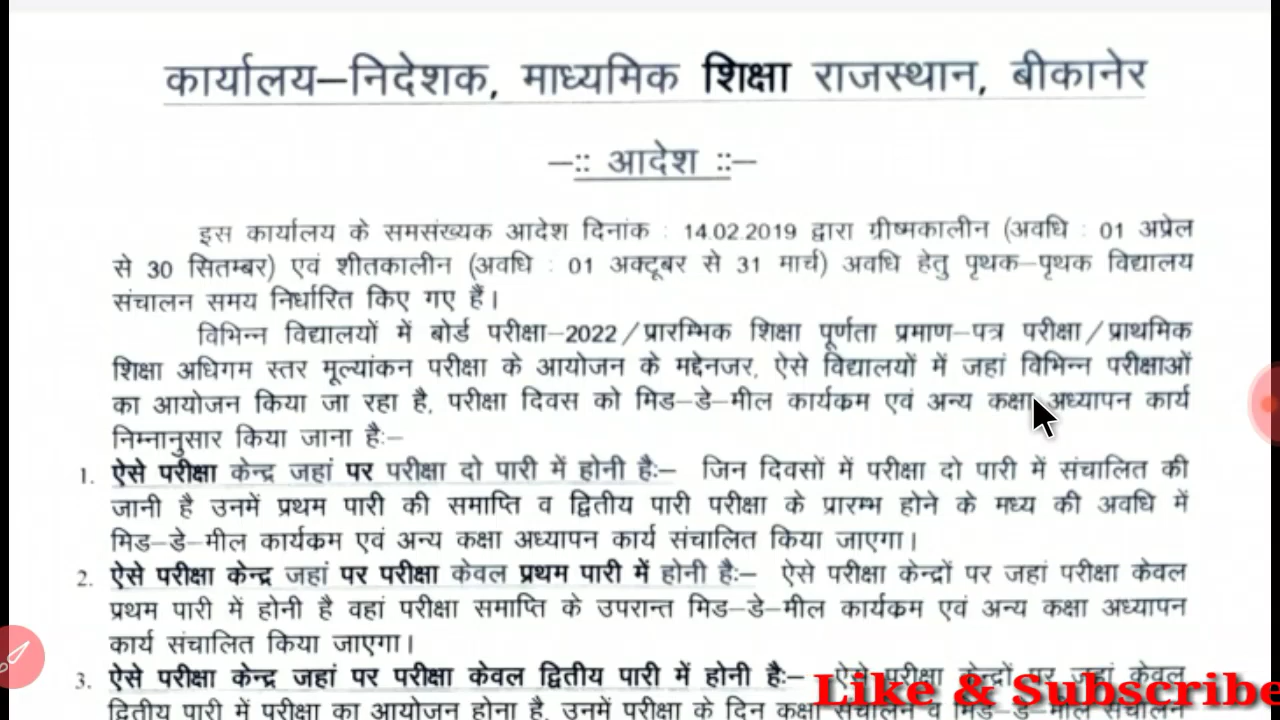 कार्यालय–निदेशक, माध्यमिक शिक्षा राजस्थान, बीकानेर
–:: आदेश ::–
इस कार्यालय के समसंख्यक आदेश दिनांक : 14.02.2019 द्वारा ग्रीष्मकालीन (अवधि : 01 अप्रेल
से 30 सितम्बर) एवं शीतकालीन (अवधि : 01 अक्टूबर से 31 मार्च) अवधि हेतु पृथक–पृथक विद्यालय
संचालन समय निर्धारित किए गए हैं।
विभिन्न विद्यालयों में बोर्ड परीक्षा–2022/प्रारम्भिक शिक्षा पूर्णता प्रमाण–पत्र परीक्षा/प्राथमिक
शिक्षा अधिगम स्तर मूल्यांकन परीक्षा के आयोजन के मद्देनजर, ऐसे विद्यालयों में जहां विभिन्न परीक्षाओं
का आयोजन किया जा रहा है, परीक्षा दिवस को मिड–डे–मील कार्यक्रम एवं अन्य कक्षा अध्यापन कार्य
निम्नानुसार किया जाना है:–
1. ऐसे परीक्षा केन्द्र जहां पर परीक्षा दो पारी में होनी है:– जिन दिवसों में परीक्षा दो पारी में संचालित की
जानी है उनमें प्रथम पारी की समाप्ति व द्वितीय पारी परीक्षा के प्रारम्भ होने के मध्य की अवधि में
मिड–डे–मील कार्यक्रम एवं अन्य कक्षा अध्यापन कार्य संचालित किया जाएगा।
2. ऐसे परीक्षा केन्द्र जहां पर परीक्षा केवल प्रथम पारी में होनी है:– ऐसे परीक्षा केन्द्रों पर जहां परीक्षा केवल
प्रथम पारी में होनी है वहां परीक्षा समाप्ति के उपरान्त मिड–डे–मील कार्यक्रम एवं अन्य कक्षा अध्यापन
कार्य संचालित किया जाएगा।
3. ऐसे परीक्षा केन्द्र जहां पर परीक्षा केवल द्वितीय पारी में होनी है:– ऐसे परीक्षा केन्द्रों पर जहां केवल
द्वितीय पारी में परीक्षा का आयोजन होना है, उनमें परीक्षा के दिन कक्षा संचालन व मिड–डे–मील संचालन
Like & Subscribe